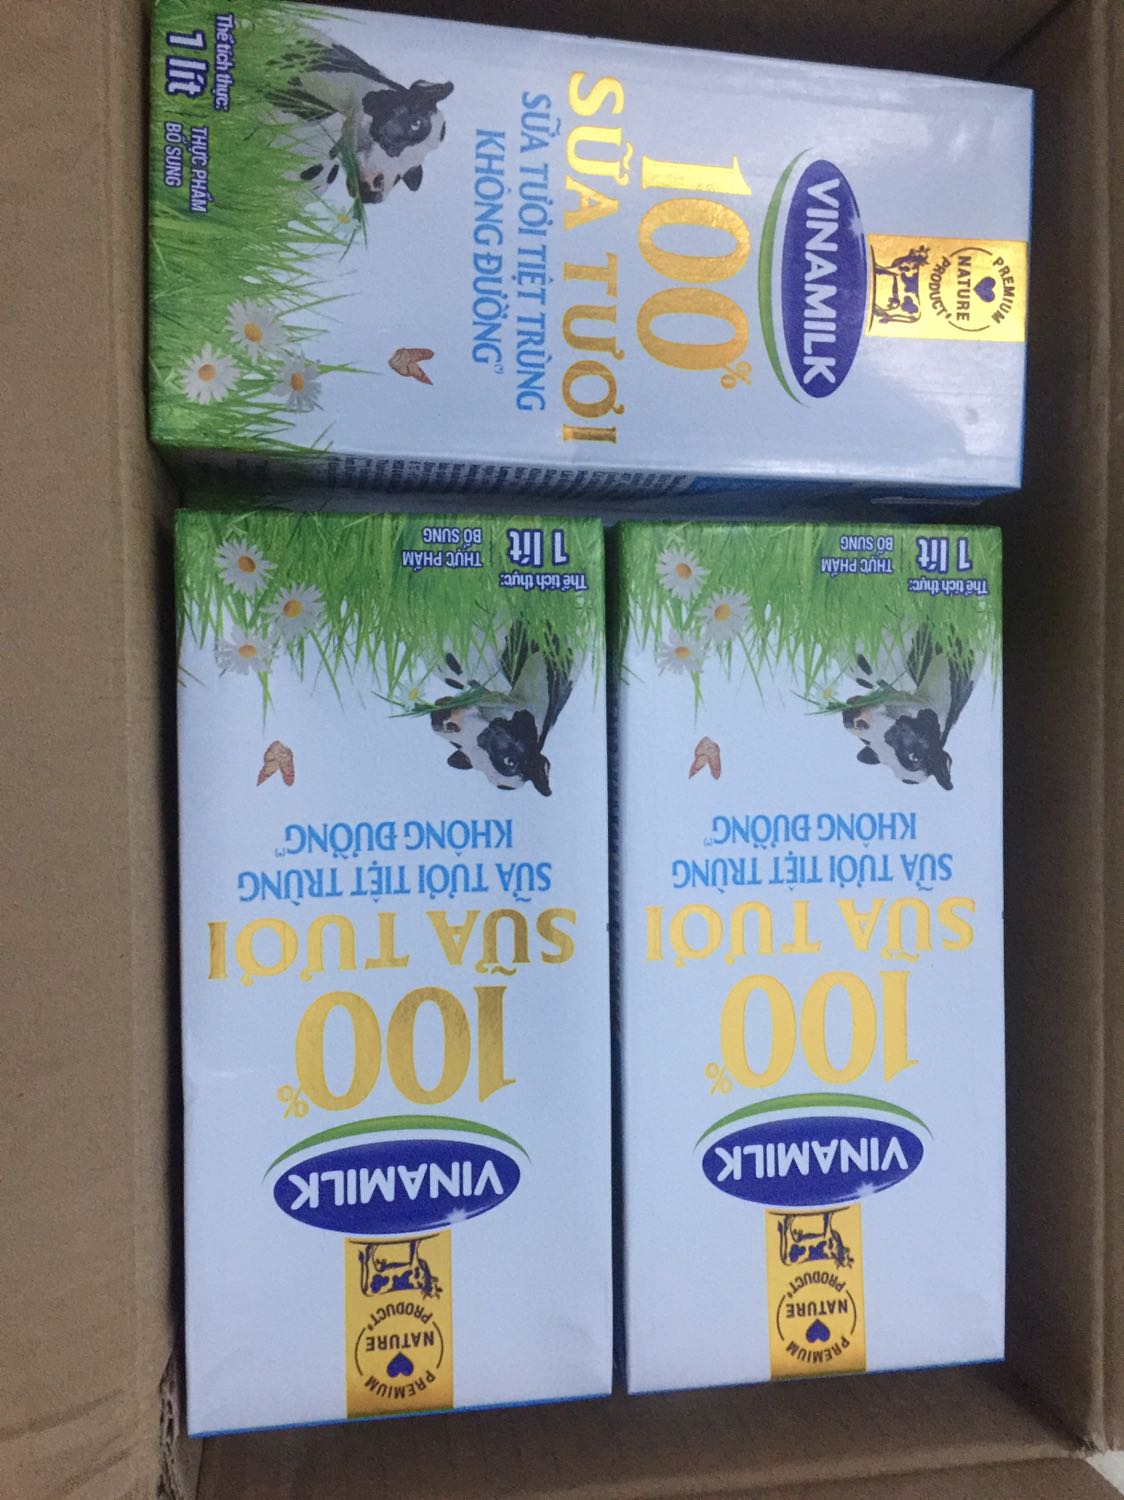 PREMIUM
NATURE
PRODUCT
VINAMILK
100%
SỮA TƯƠI
SỮA TƯƠI TIỆT TRÙNG
KHÔNG ĐƯỜNG(*)
Thể tích thực:
1 lít
THỰC PHẨM
BỔ SUNG
PREMIUM
NATURE
PRODUCT
VINAMILK
100%
SỮA TƯƠI
SỮA TƯƠI TIỆT TRÙNG
KHÔNG ĐƯỜNG(*)
Thể tích thực:
1 lít
THỰC PHẨM
BỔ SUNG
PREMIUM
NATURE
PRODUCT
VINAMILK
100%
SỮA TƯƠI
SỮA TƯƠI TIỆT TRÙNG
KHÔNG ĐƯỜNG(*)
Thể tích thực:
1 lít
THỰC PHẨM
BỔ SUNG